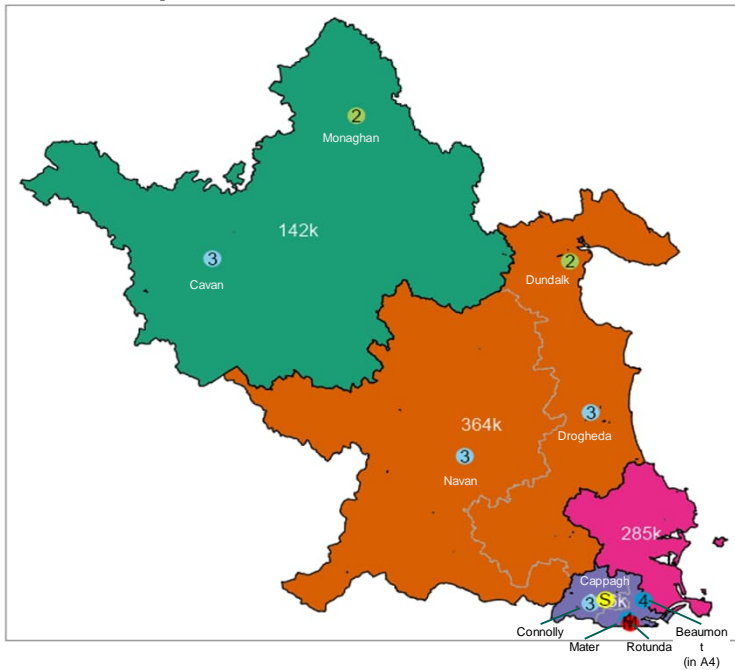 2
Monaghan
142k
3
Cavan
2
Dundalk
3
Drogheda
364k
3
Navan
285k
Cappagh
3
S
k
4
M
Connolly
Mater
Rotunda
Beaumon
t
(in A4)